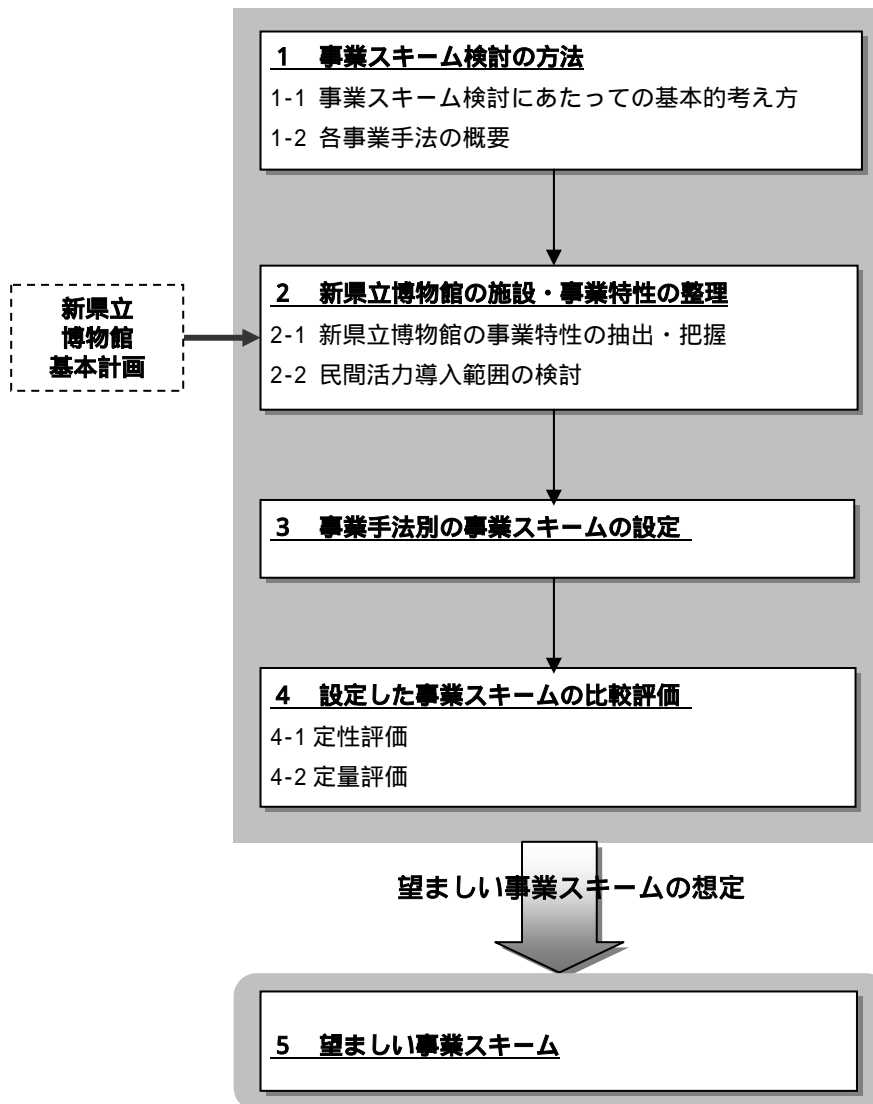 1 事業スキーム検討の方法
1-1 事業スキーム検討にあたっての基本的考え方
1-2 各事業手法の概要
新県立
博物館
基本計画
2 新県立博物館の施設・事業特性の整理
2-1 新県立博物館の事業特性の抽出・把握
2-2 民間活力導入範囲の検討
3 事業手法別の事業スキームの設定
4 設定した事業スキームの比較評価
4-1 定性評価
4-2 定量評価
望ましい事業スキームの想定
5 望ましい事業スキーム